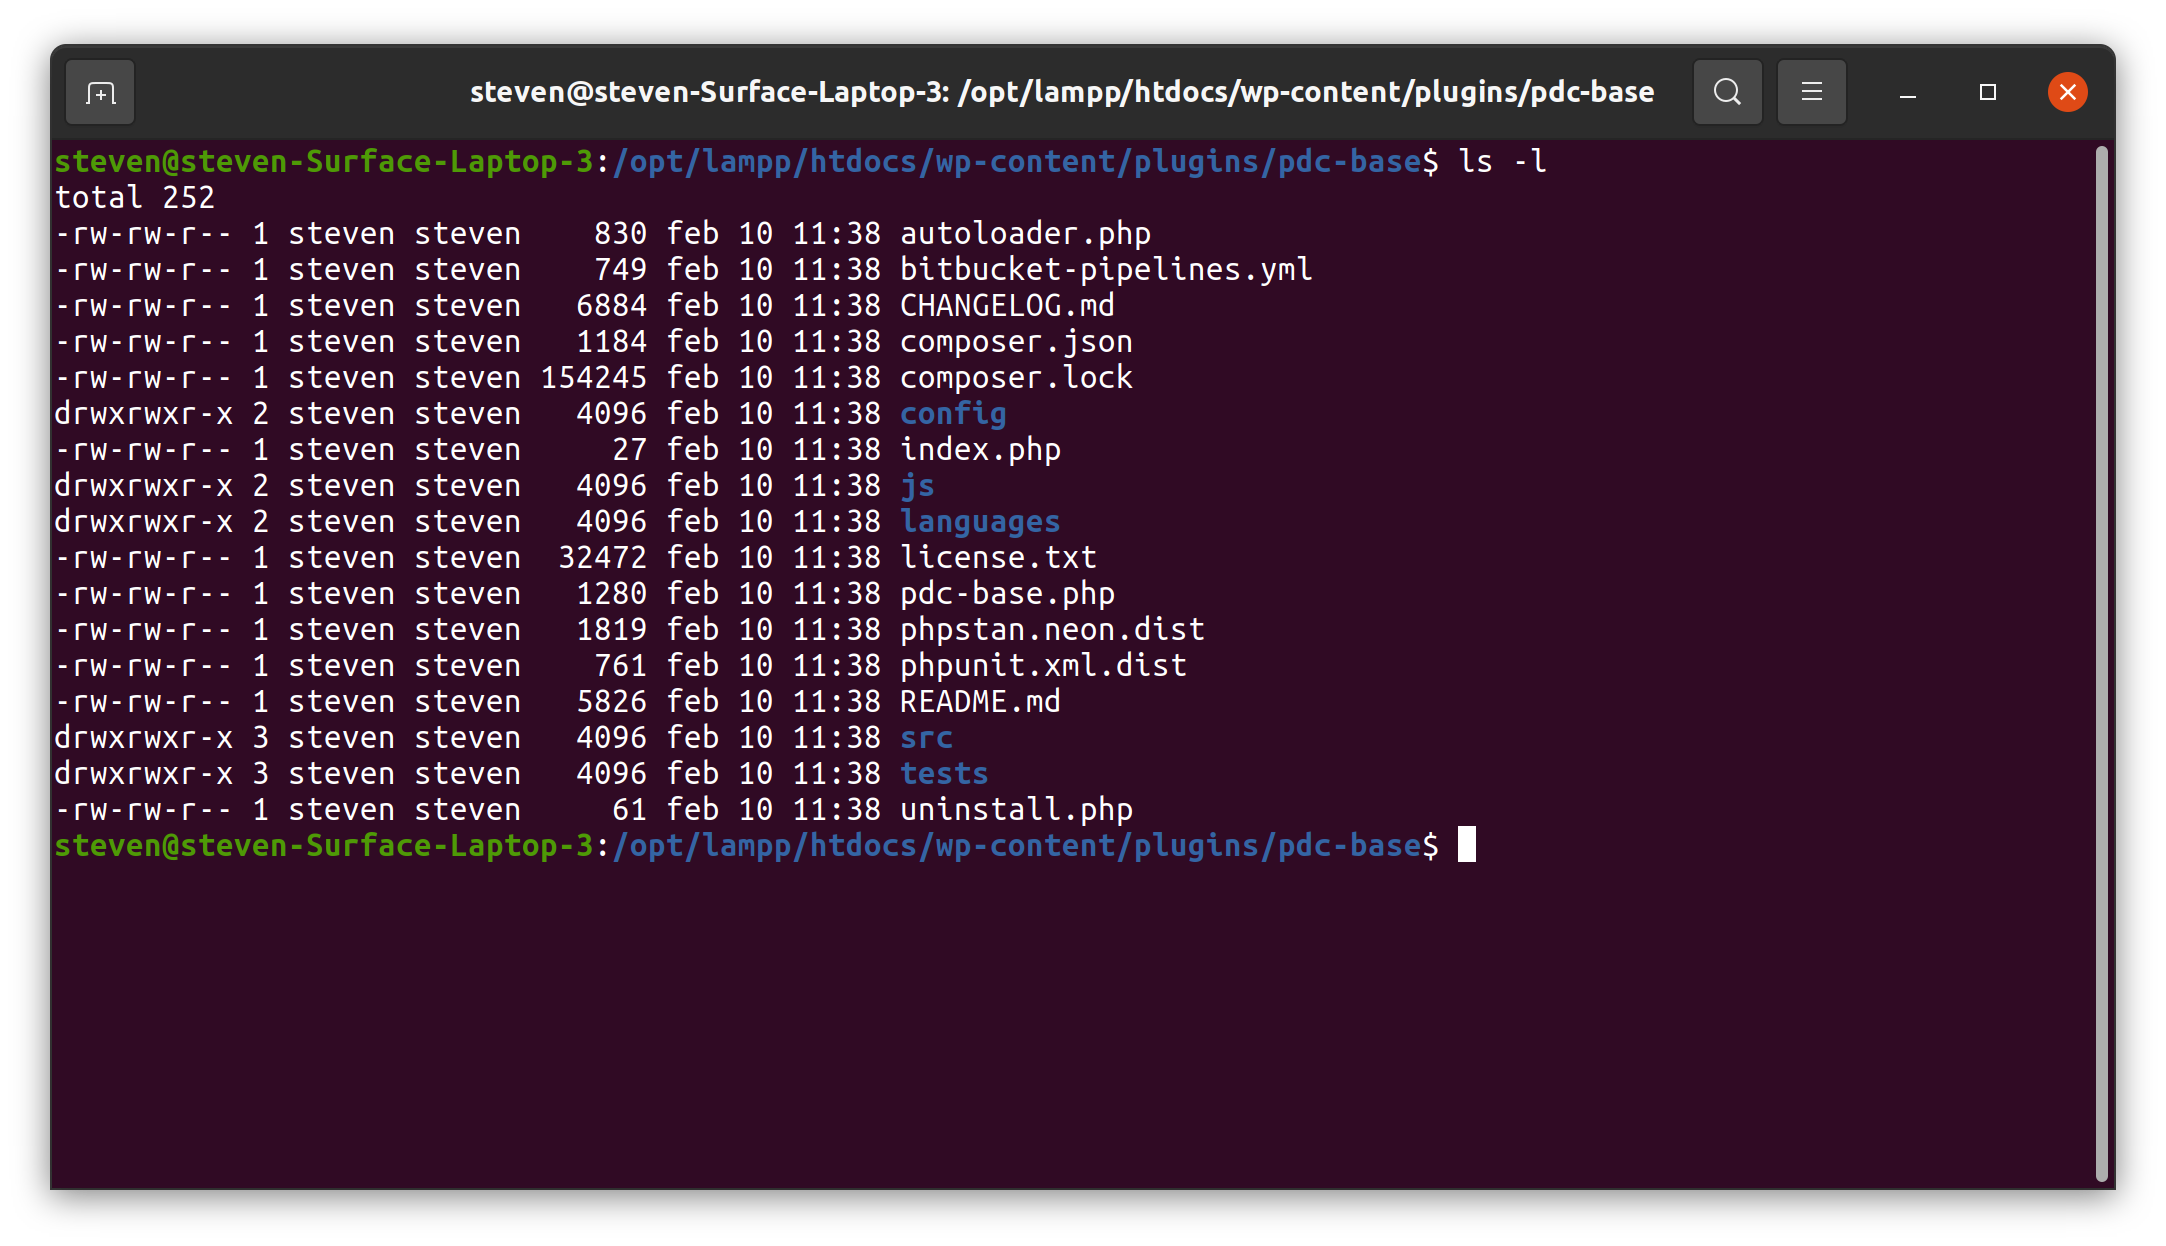 steven@steven-Surface-Laptop-3: /opt/lampp/htdocs/wp-content/plugins/pdc-base
steven@steven-Surface-Laptop-3:/opt/lampp/htdocs/wp-content/plugins/pdc-base$ ls -l
total 252
-rw-rw-r-- 1 steven steven    830 feb 10 11:38 autoloader.php
-rw-rw-r-- 1 steven steven    749 feb 10 11:38 bitbucket-pipelines.yml
-rw-rw-r-- 1 steven steven   6884 feb 10 11:38 CHANGELOG.md
-rw-rw-r-- 1 steven steven   1184 feb 10 11:38 composer.json
-rw-rw-r-- 1 steven steven 154245 feb 10 11:38 composer.lock
drwxrwxr-x 2 steven steven   4096 feb 10 11:38 config
-rw-rw-r-- 1 steven steven     27 feb 10 11:38 index.php
drwxrwxr-x 2 steven steven   4096 feb 10 11:38 js
drwxrwxr-x 2 steven steven   4096 feb 10 11:38 languages
-rw-rw-r-- 1 steven steven  32472 feb 10 11:38 license.txt
-rw-rw-r-- 1 steven steven   1280 feb 10 11:38 pdc-base.php
-rw-rw-r-- 1 steven steven   1819 feb 10 11:38 phpstan.neon.dist
-rw-rw-r-- 1 steven steven    761 feb 10 11:38 phpunit.xml.dist
-rw-rw-r-- 1 steven steven   5826 feb 10 11:38 README.md
drwxrwxr-x 3 steven steven   4096 feb 10 11:38 src
drwxrwxr-x 3 steven steven   4096 feb 10 11:38 tests
-rw-rw-r-- 1 steven steven     61 feb 10 11:38 uninstall.php
steven@steven-Surface-Laptop-3:/opt/lampp/htdocs/wp-content/plugins/pdc-base$